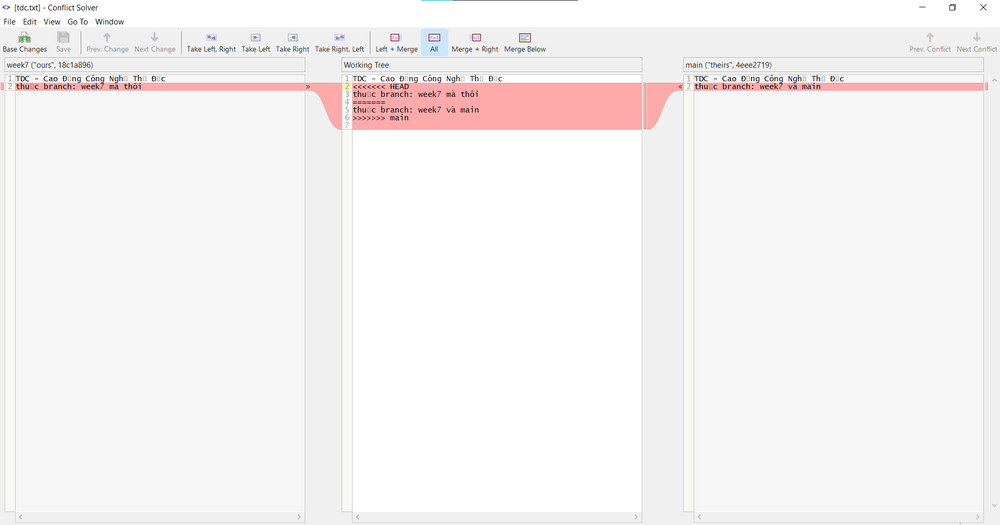 [tdc.txt] - Conflict Solver
File Edit View Go To Window
Base Changes Save Prev. Change Next Change Take Left, Right Take Left Take Right Take Right, Left Left + Merge All Merge + Right Merge Below Prev. Conflict Next Conflict
week7 ("ours", 18c1a896)
1 TDC - Cao Đ▯ng Công Ngh▯ Th▯ Đ▯c
2 thu▯c branch: week7 mà thôi
Working Tree
1 TDC - Cao Đ▯ng Công Ngh▯ Th▯ Đ▯c
2 <<<<<<< HEAD
3 thu▯c branch: week7 mà thôi
4 =======
5 thu▯c branch: week7 và main
6 >>>>>>> main
7
main ("theirs", 4eee2719)
1 TDC - Cao Đ▯ng Công Ngh▯ Th▯ Đ▯c
2 thu▯c branch: week7 và main